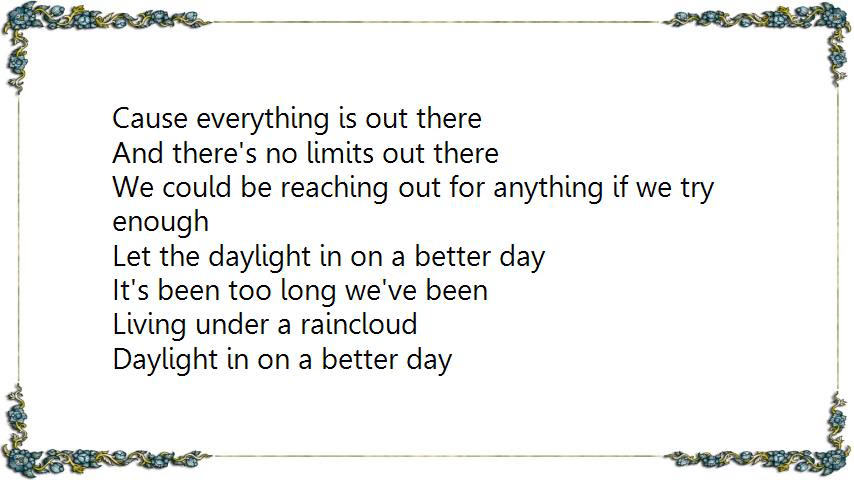 Cause everything is out there
And there's no limits out there
We could be reaching out for anything if we try
enough
Let the daylight in on a better day
It's been too long we've been
Living under a raincloud
Daylight in on a better day